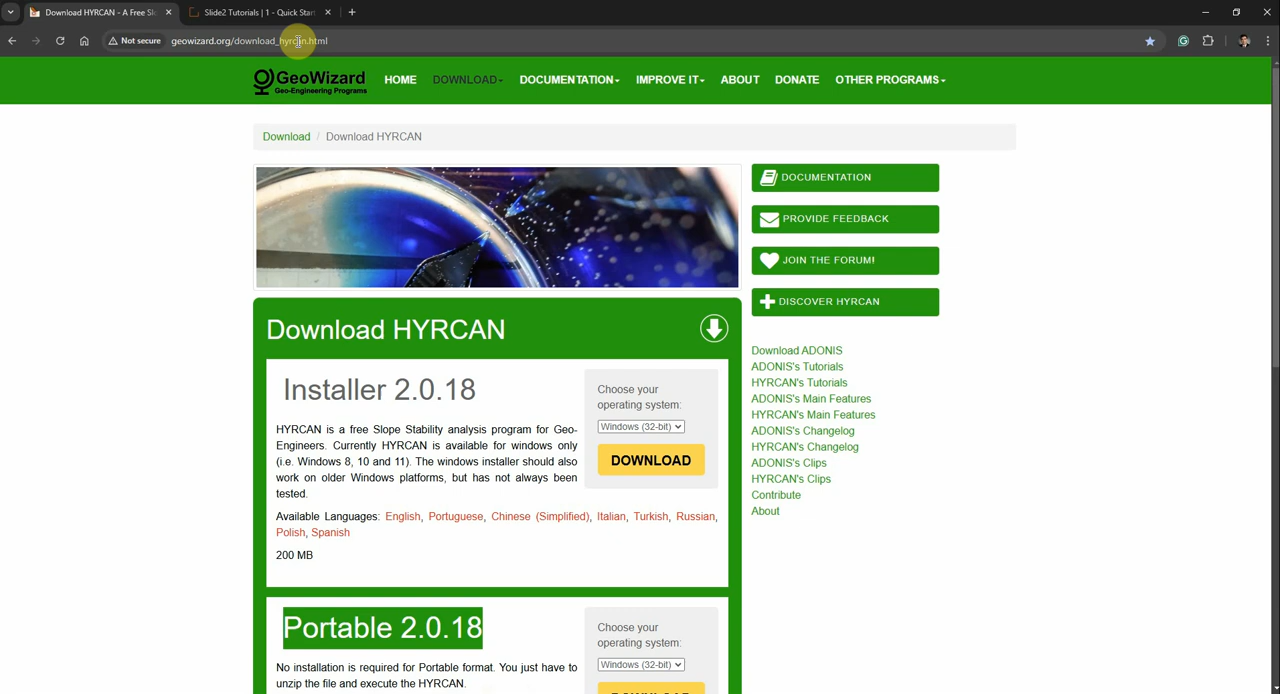 Download HYRCAN - A Free Slo
Slide2 Tutorials | 1 - Quick Start
Not secure
geowizard.org/download_hyrcan.html
GeoWizard
Geo-Engineering Programs
HOME
DOWNLOAD
DOCUMENTATION
IMPROVE IT
ABOUT
DONATE
OTHER PROGRAMS
Download / Download HYRCAN
DOCUMENTATION
PROVIDE FEEDBACK
JOIN THE FORUM!
DISCOVER HYRCAN
Download ADONIS
ADONIS's Tutorials
HYRCAN's Tutorials
ADONIS's Main Features
HYRCAN's Main Features
ADONIS's Changelog
HYRCAN's Changelog
ADONIS's Clips
HYRCAN's Clips
Contribute
About
Download HYRCAN
Installer 2.0.18
HYRCAN is a free Slope Stability analysis program for Geo-
Engineers. Currently HYRCAN is available for windows only
(i.e. Windows 8, 10 and 11). The windows installer should also
work on older Windows platforms, but has not always been
tested.
Choose your
operating system:
Windows (32-bit)
DOWNLOAD
Available Languages: English, Portuguese, Chinese (Simplified), Italian, Turkish, Russian,
Polish, Spanish
200 MB
Portable 2.0.18
No installation is required for Portable format. You just have to
unzip the file and execute the HYRCAN.
Choose your
operating system:
Windows (32-bit)
DOWNLOAD